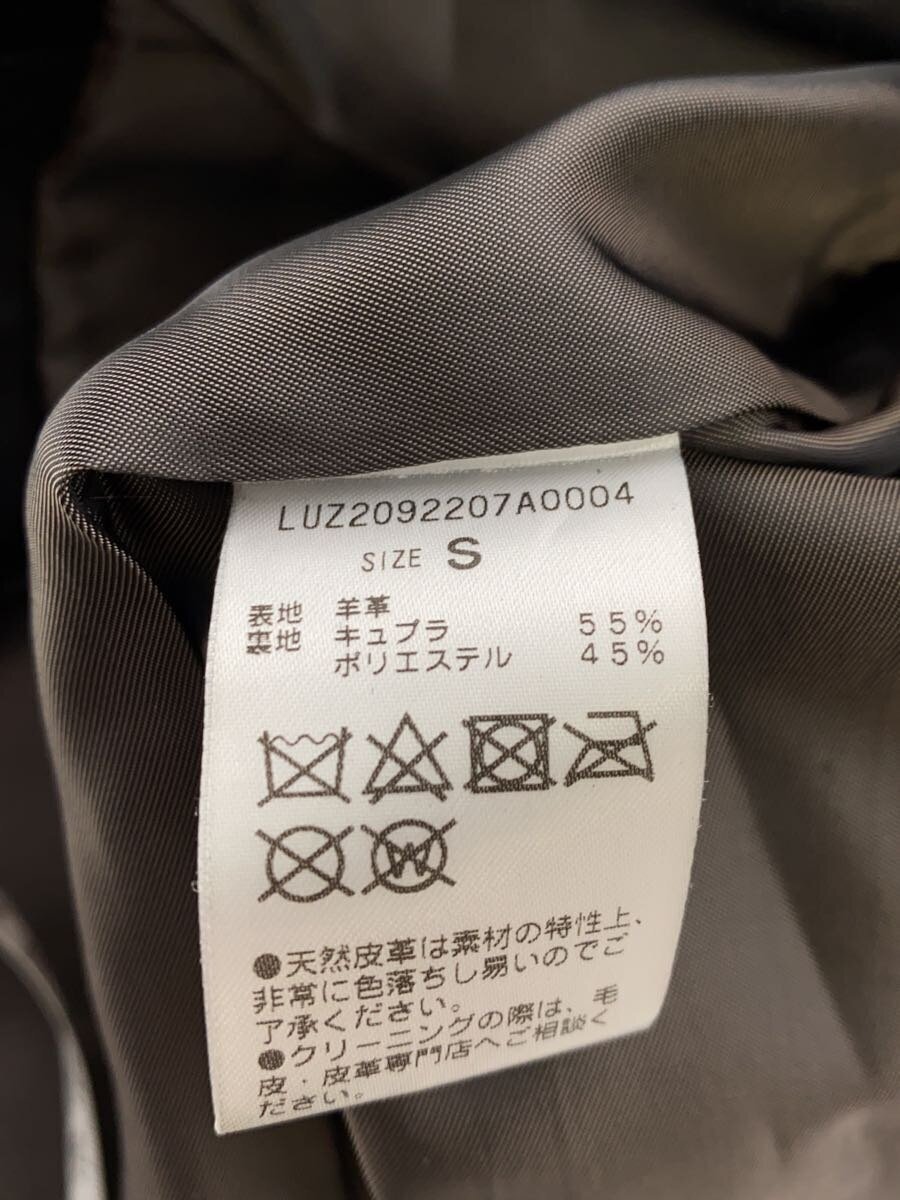 LUZ2092207A0004
SIZE S
表地 羊革
裏地 キュプラ 55%
ポリエステル 45%
●天然皮革は素材の特性上、
非常に色落ちし易いのでご
了承ください。
●クリーニングの際は、毛
皮・皮革専門店へご相談く
ださい。